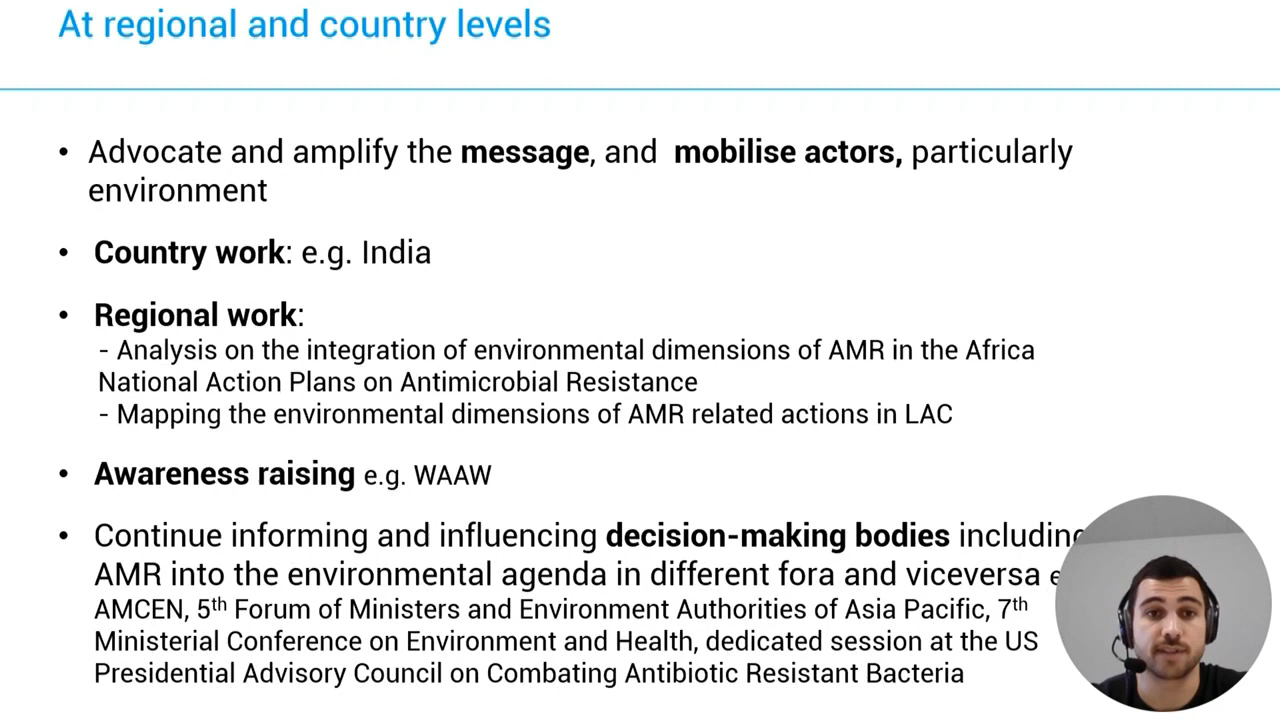 At regional and country levels
• Advocate and amplify the message, and mobilise actors, particularly
environment
• Country work: e.g. India
• Regional work:
- Analysis on the integration of environmental dimensions of AMR in the Africa
National Action Plans on Antimicrobial Resistance
- Mapping the environmental dimensions of AMR related actions in LAC
• Awareness raising e.g. WAAW
• Continue informing and influencing decision-making bodies including
AMR into the environmental agenda in different fora and viceversa
AMCEN, 5th Forum of Ministers and Environment Authorities of Asia Pacific, 7th
Ministerial Conference on Environment and Health, dedicated session at the US
Presidential Advisory Council on Combating Antibiotic Resistant Bacteria